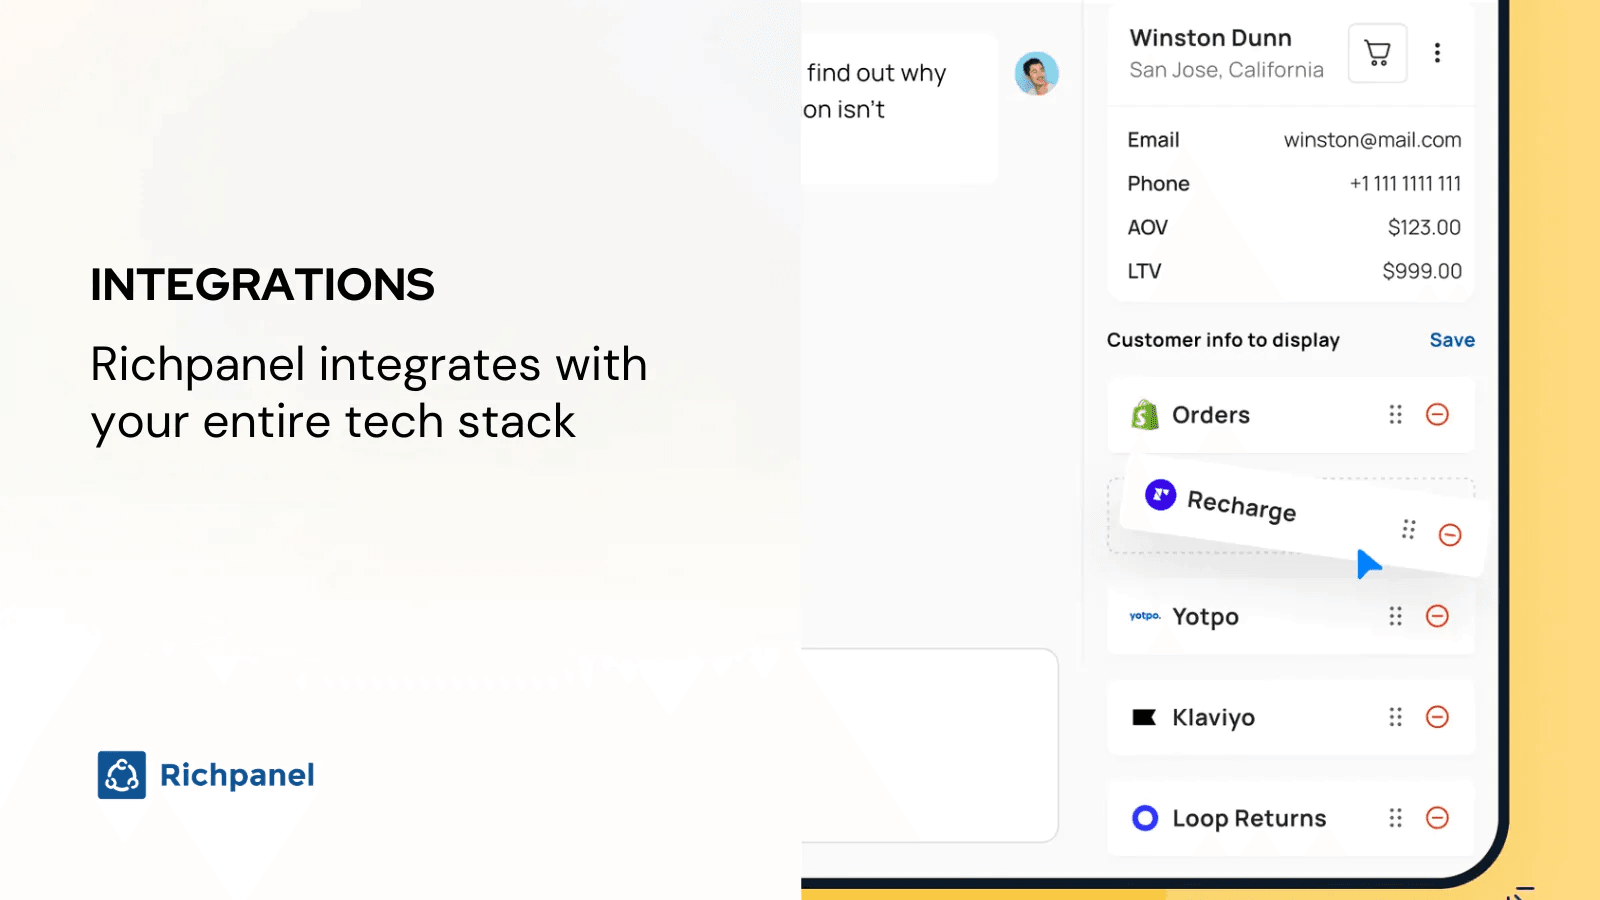 INTEGRATIONS
Richpanel integrates with
your entire tech stack
Richpanel
find out why
on isn't
Winston Dunn
San Jose, California
Email winston@mail.com
Phone +1 111 1111 111
AOV $123.00
LTV $999.00
Customer info to display Save
Orders
Recharge
yotpo. Yotpo
Klaviyo
Loop Returns